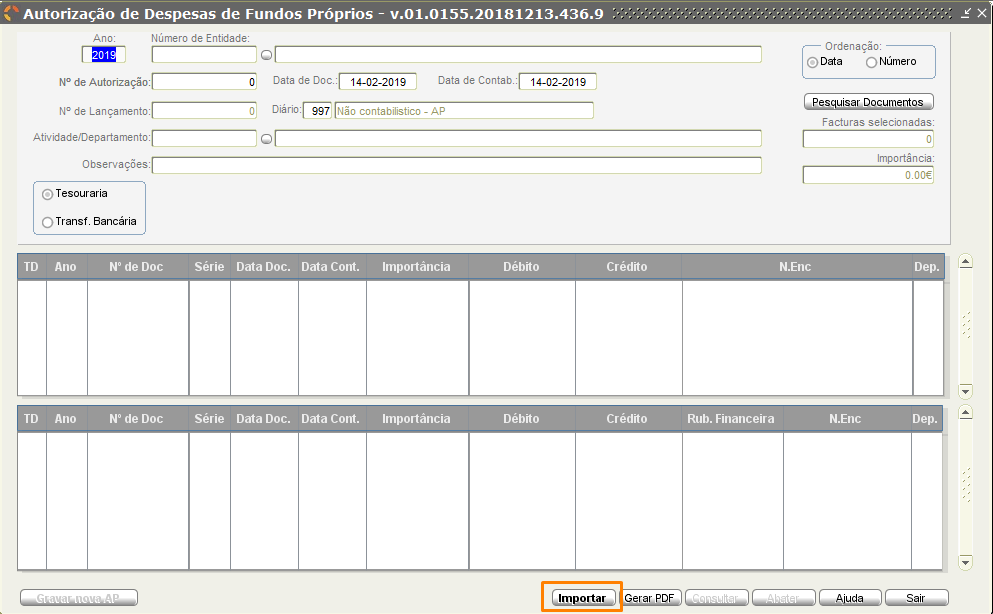 Autorização de Despesas de Fundos Próprios - v.01.0155.20181213.436.9
Ano: Número de Entidade: Ordenação:
2019 Data Número
Nº de Autorização: 0 Data de Doc.: 14-02-2019 Data de Contab.: 14-02-2019
Pesquisar Documentos
Nº de Lançamento: 0 Diário: 997 Não contabilistico - AP
Facturas selecionadas:
Atividade/Departamento: 0
Importância:
Observações: 0.00€
Tesouraria
Transf. Bancária
TD Ano Nº de Doc Série Data Doc. Data Cont. Importância Débito Crédito N.Enc Dep.
TD Ano Nº de Doc Série Data Doc. Data Cont. Importância Débito Crédito Rub. Financeira N.Enc Dep.
Gravar nova AP Importar Gerar PDF Consultar Abater Ajuda Sair